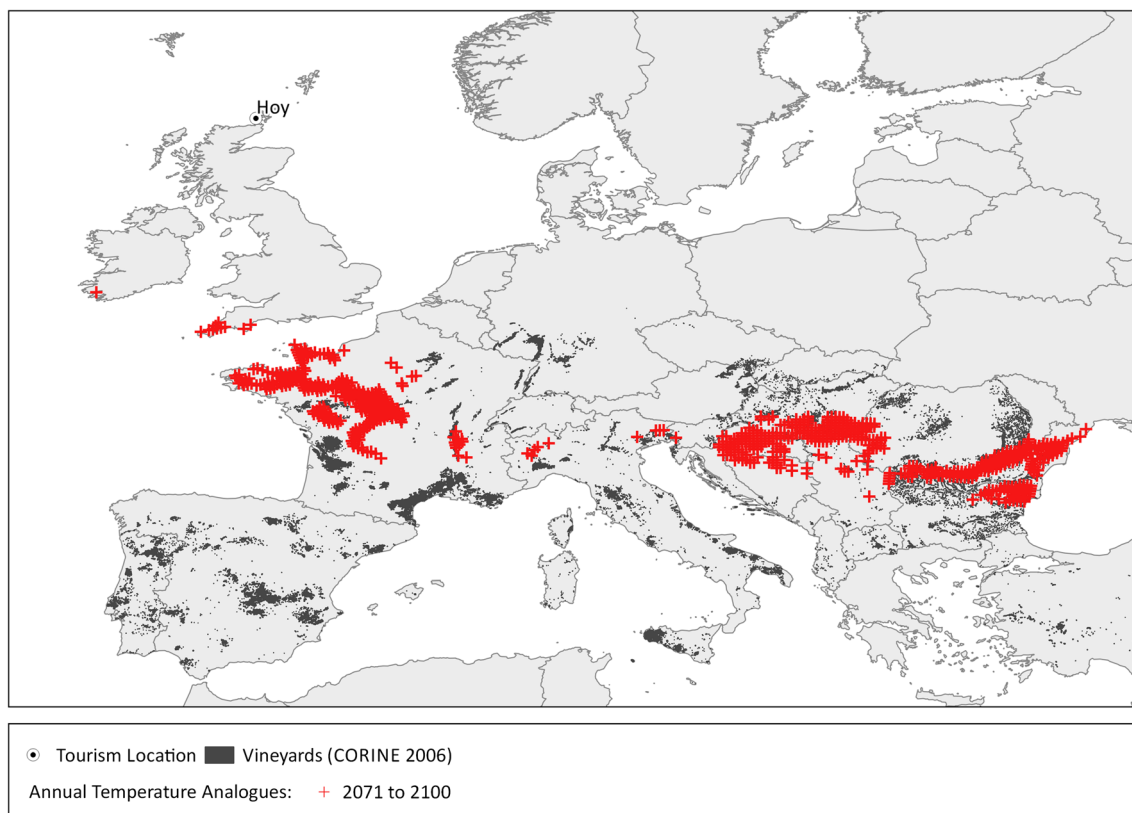 Hoy
Tourism Location Vineyards (CORINE 2006)
Annual Temperature Analogues: + 2071 to 2100